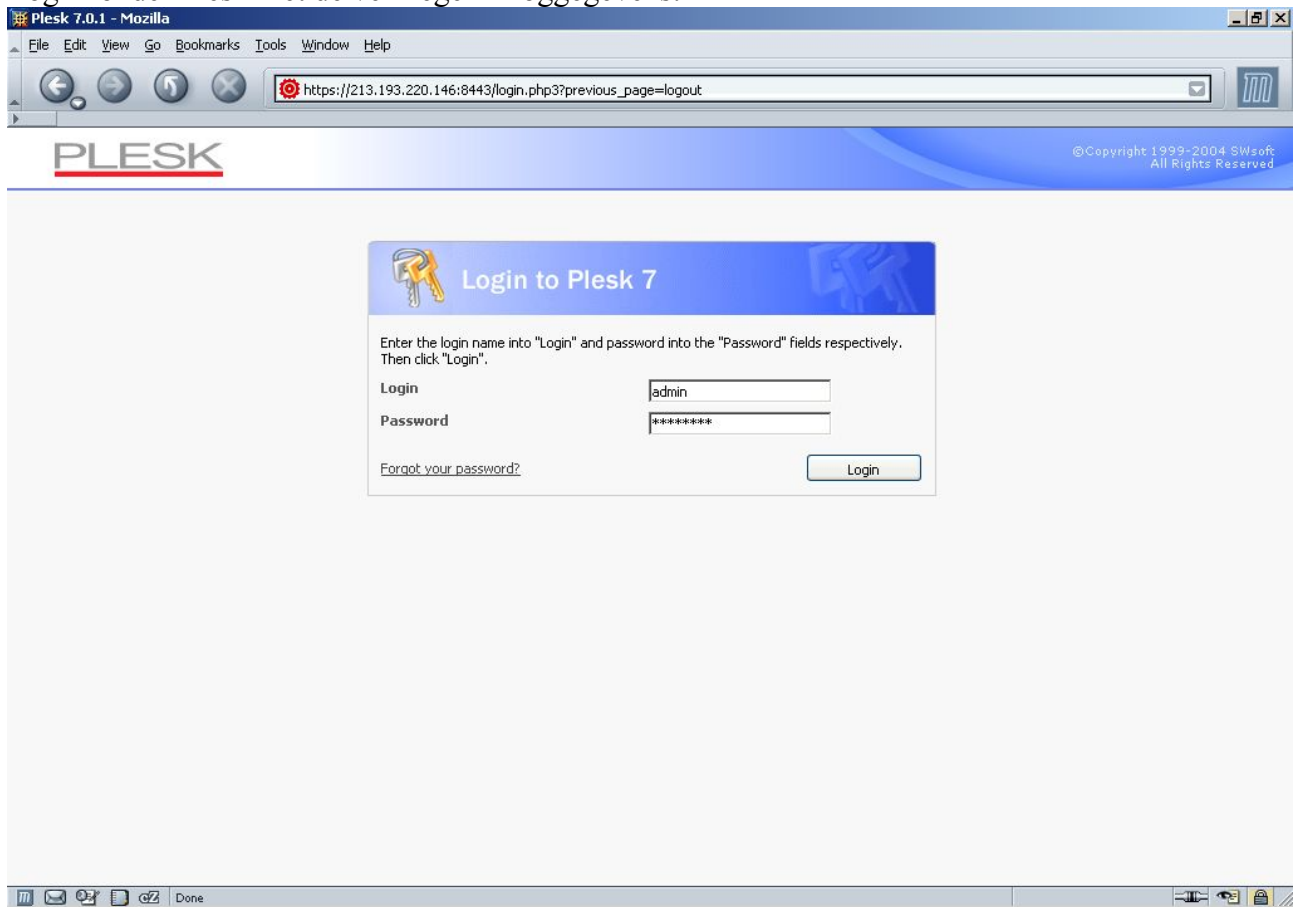 Plesk 7.0.1 - Mozilla
File Edit View Go Bookmarks Tools Window Help
https://213.193.220.146:8443/login.php3?previous_page=logout
PLESK
©Copyright 1999-2004 SWsoft
All Rights Reserved
Login to Plesk 7
Enter the login name into "Login" and password into the "Password" fields respectively.
Then click "Login".
Login
admin
Password
********
Forgot your password?
Login
Done